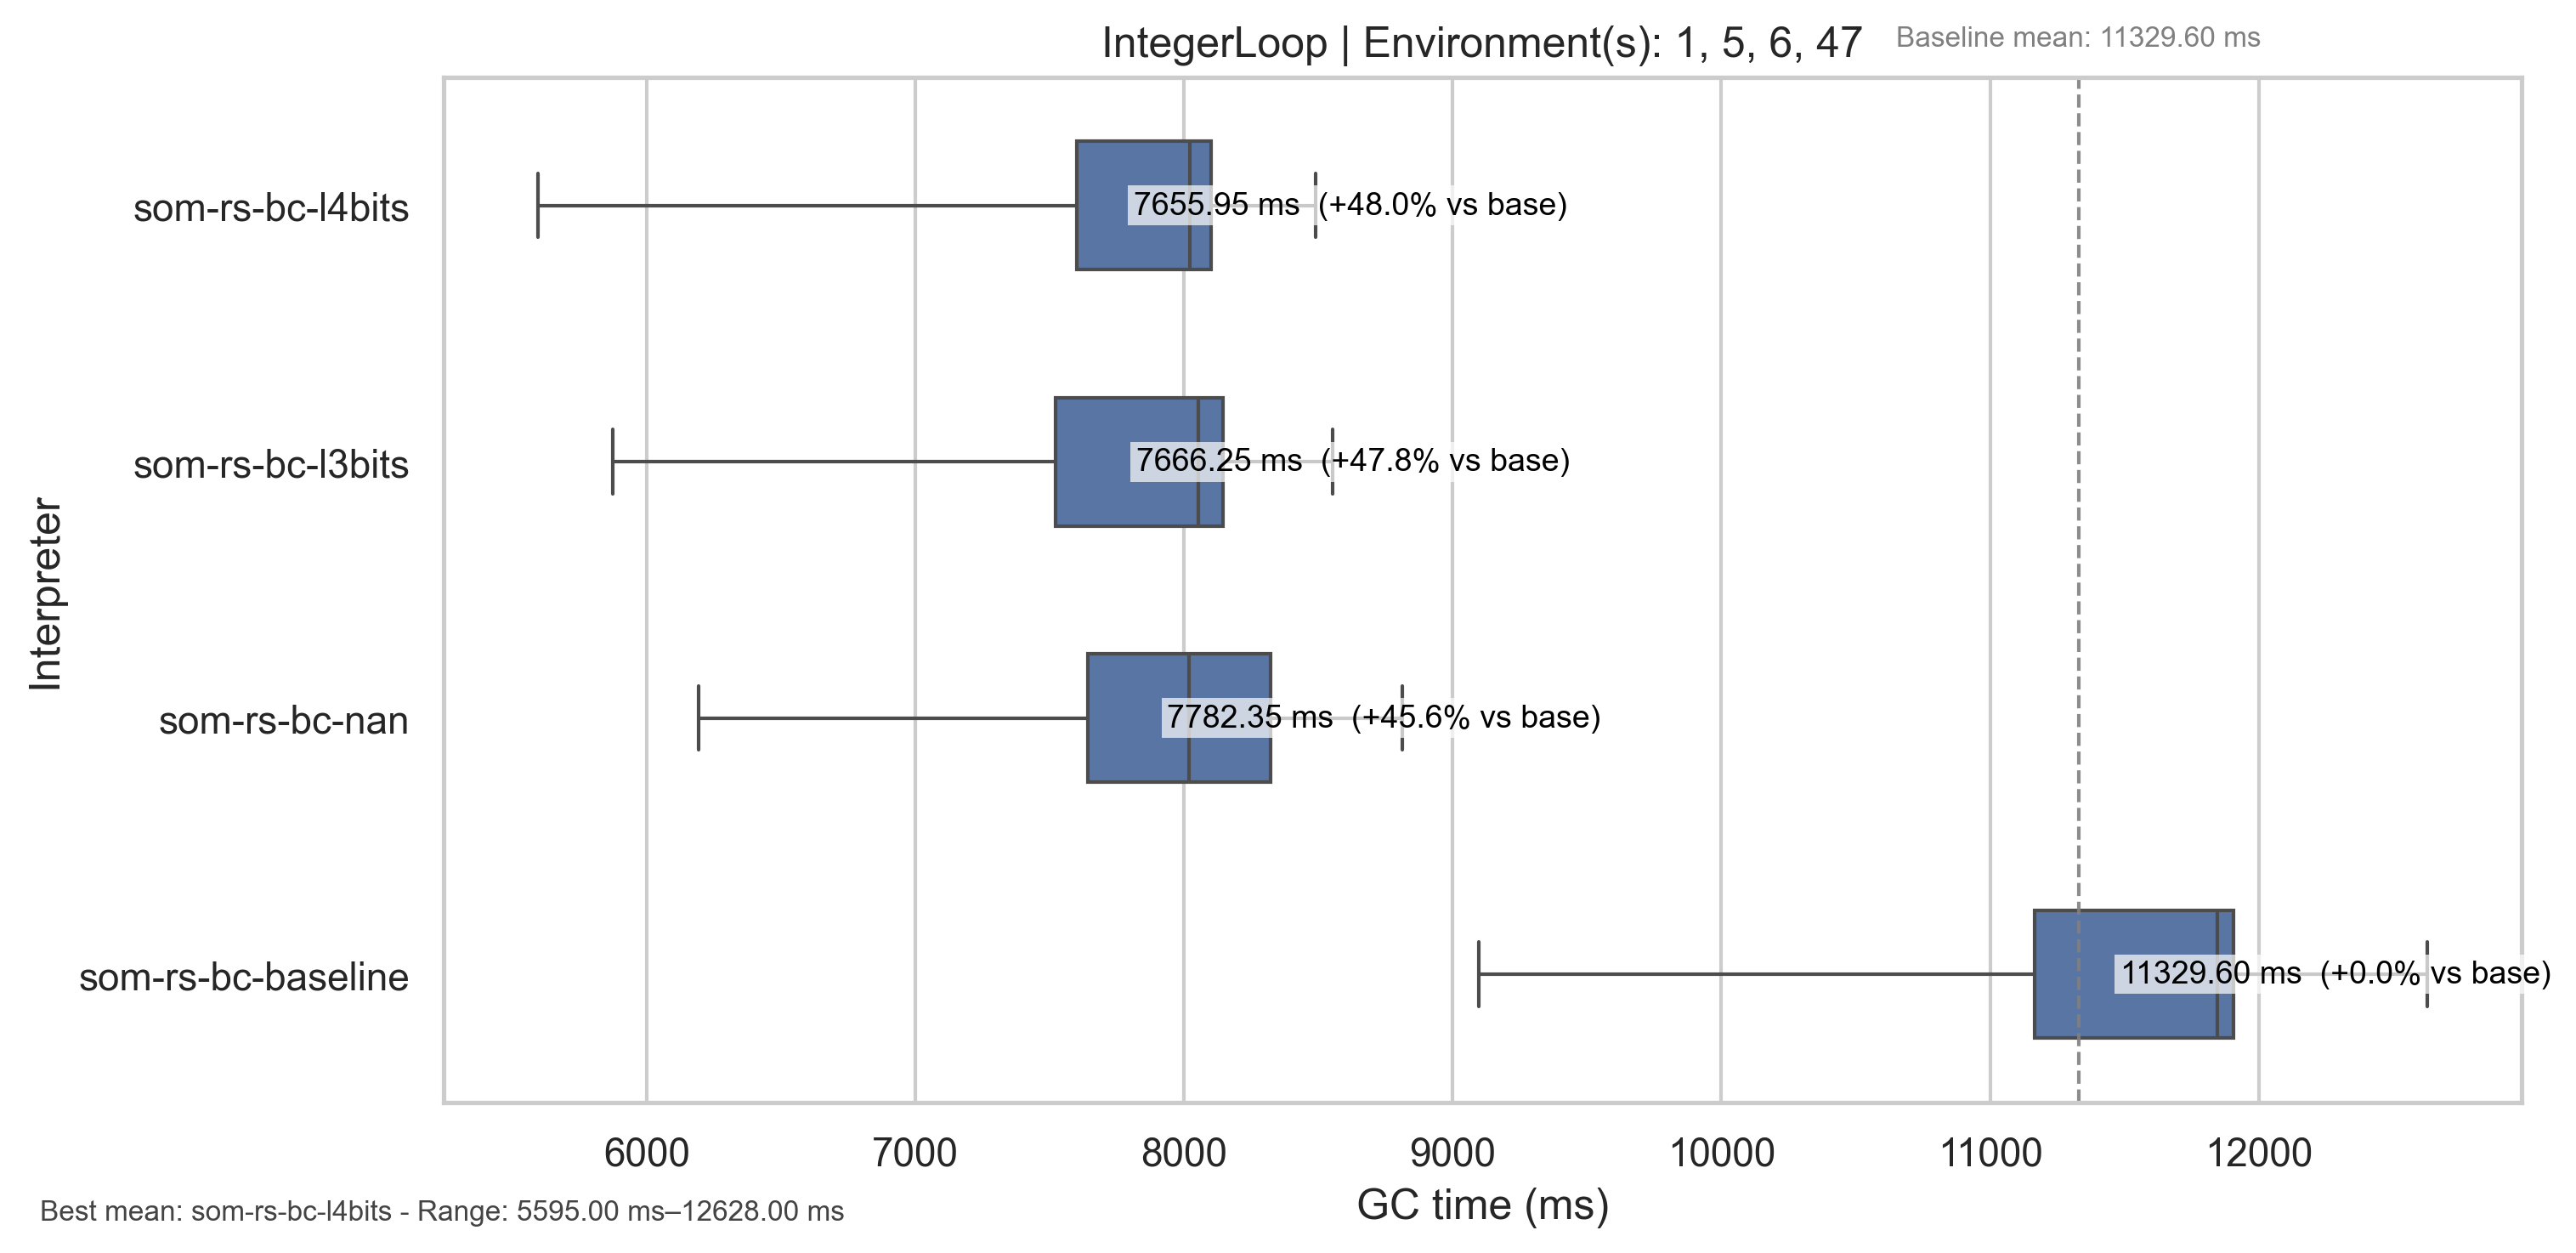 IntegerLoop | Environment(s): 1, 5, 6, 47
Baseline mean: 11329.60 ms
som-rs-bc-l4bits
7655.95 ms (+48.0% vs base)
som-rs-bc-l3bits
7666.25 ms (+47.8% vs base)
Interpreter
som-rs-bc-nan
7782.35 ms (+45.6% vs base)
som-rs-bc-baseline
11329.60 ms (+0.0% vs base)
6000 7000 8000 9000 10000 11000 12000
GC time (ms)
Best mean: som-rs-bc-l4bits - Range: 5595.00 ms–12628.00 ms